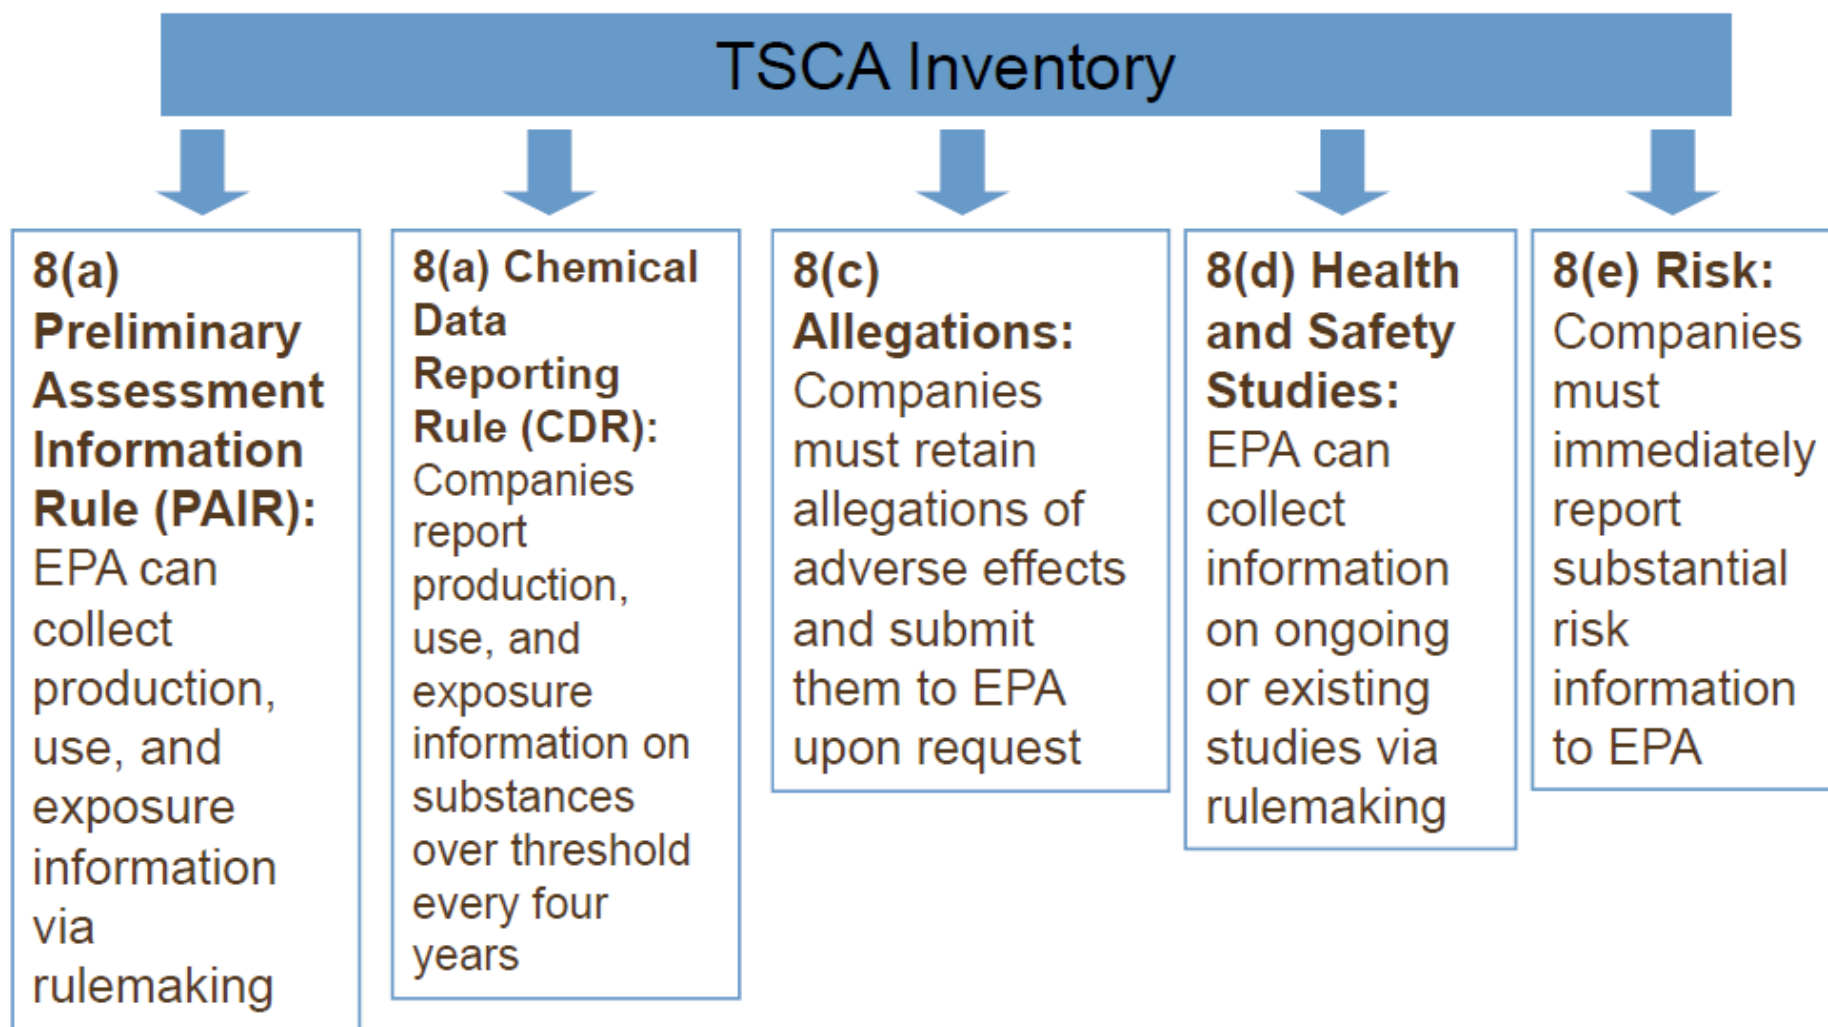 TSCA Inventory
8(a)
Preliminary
Assessment
Information
Rule (PAIR):
EPA can
collect
production,
use, and
exposure
information
via
rulemaking
8(a) Chemical
Data
Reporting
Rule (CDR):
Companies
report
production,
use, and
exposure
information on
substances
over threshold
every four
years
8(c)
Allegations:
Companies
must retain
allegations of
adverse effects
and submit
them to EPA
upon request
8(d) Health
and Safety
Studies:
EPA can
collect
information
on ongoing
or existing
studies via
rulemaking
8(e) Risk:
Companies
must
immediately
report
substantial
risk
information
to EPA